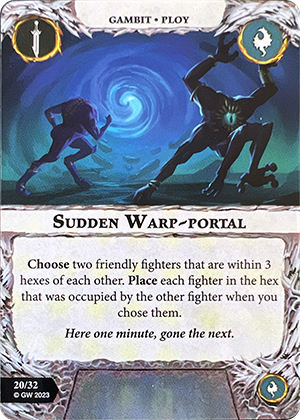 GAMBIT • PLOY
SUDDEN WARP-PORTAL
Choose two friendly fighters that are within 3
hexes of each other. Place each fighter in the hex
that was occupied by the other fighter when you
chose them.
Here one minute, gone the next.
20/32
© GW 2023